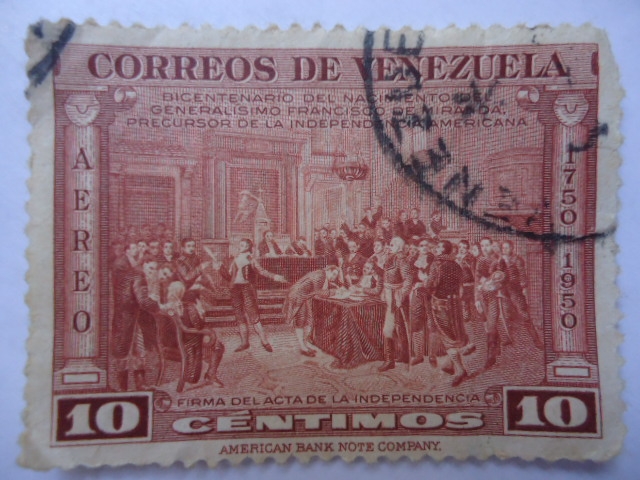 CORREOS DE VENEZUELA
BICENTENARIO DEL NACIMIENTO DEL
GENERALISIMO FRANCISCO DE MIRANDA.
PRECURSOR DE LA INDEPENDENCIA AMERICANA
AEREO
1750 1950
FIRMA DEL ACTA DE LA INDEPENDENCIA
10 CÉNTIMOS 10
AMERICAN BANK NOTE COMPANY.